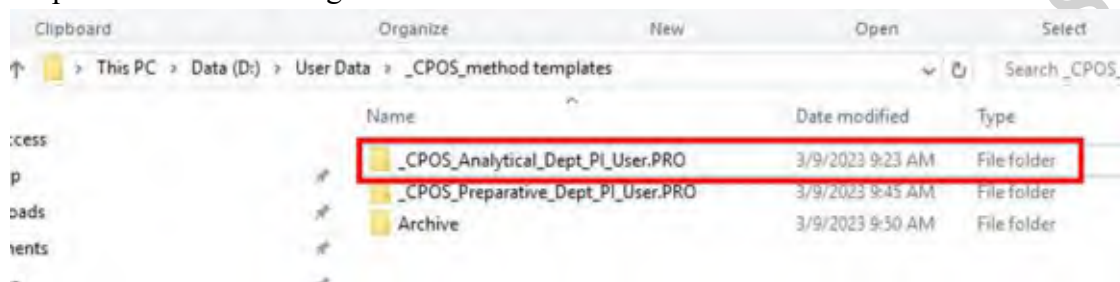 Clipboard Organize New Open Select
This PC > Data (D:) > User Data > _CPOS_method templates Search _CPOS_
Name Date modified Type
ccess
_CPOS_Analytical_Dept_PI_User.PRO 3/9/2023 9:23 AM File folder
p
_CPOS_Preparative_Dept_PI_User.PRO 3/9/2023 9:45 AM File folder
oads
Archive 3/9/2023 9:50 AM File folder
nents